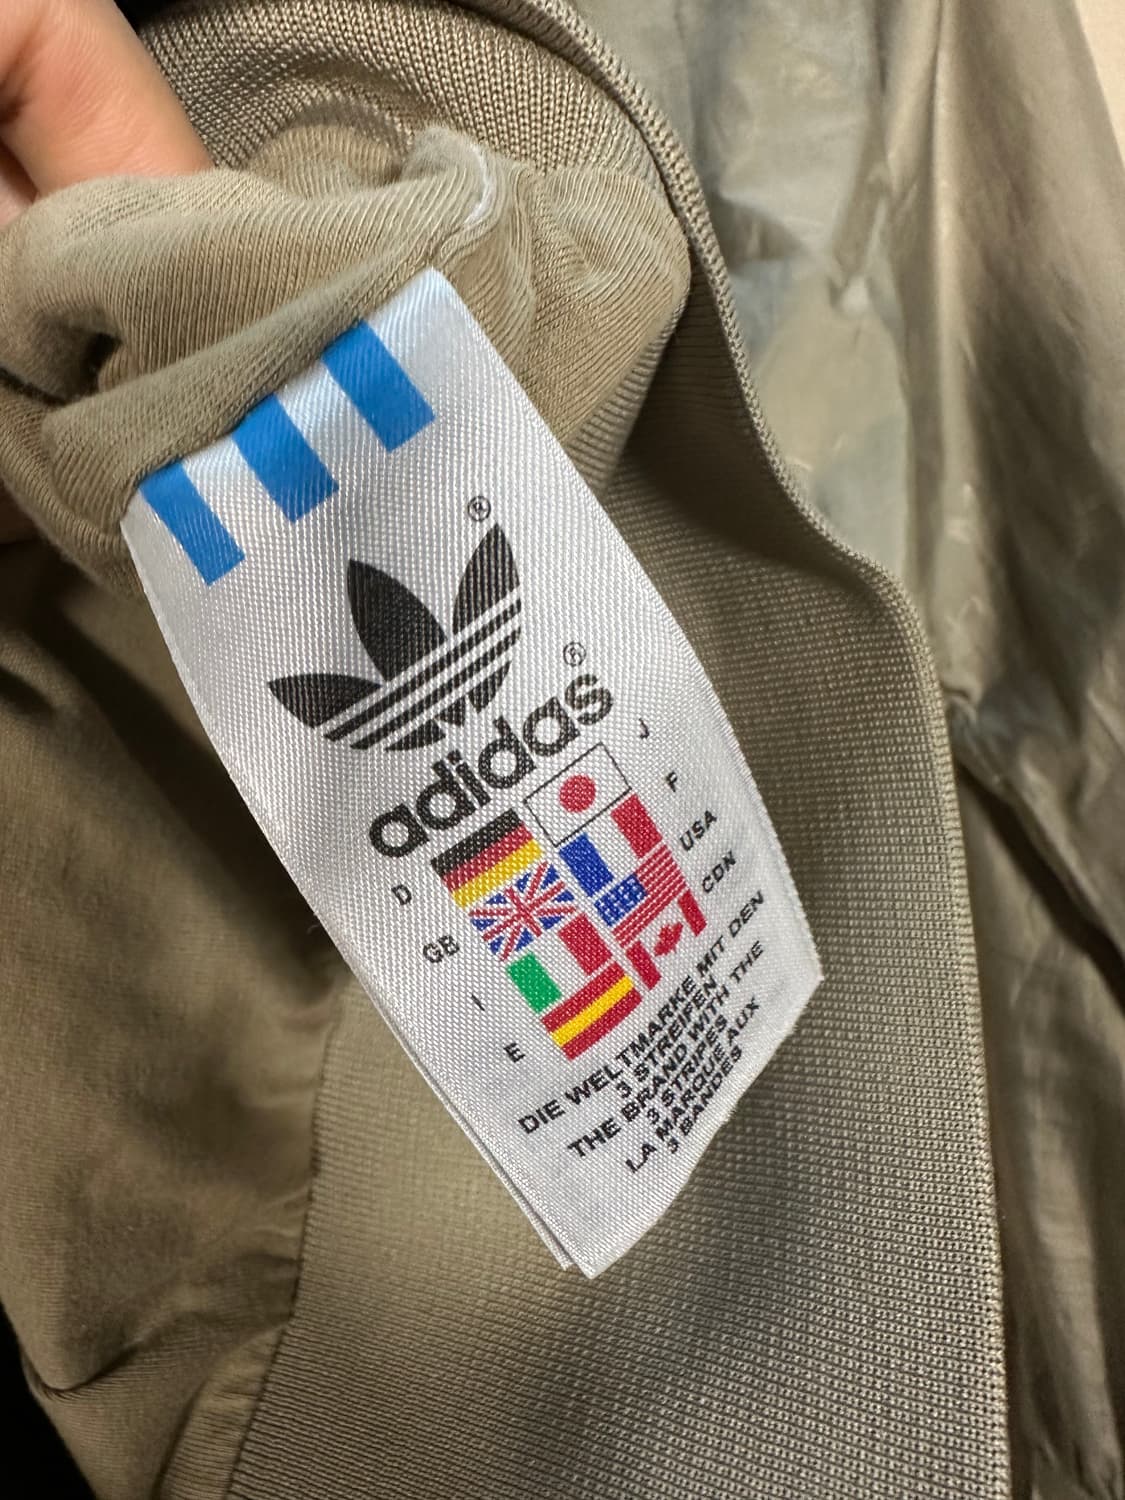 ®
®
adidas
D
J
GB
F
I
USA
E
CDN
DIE WELTMARKE MIT DEN
3 STREIFEN
THE BRAND WITH THE
3 STRIPES
LA MARQUE AUX
3 BANDES